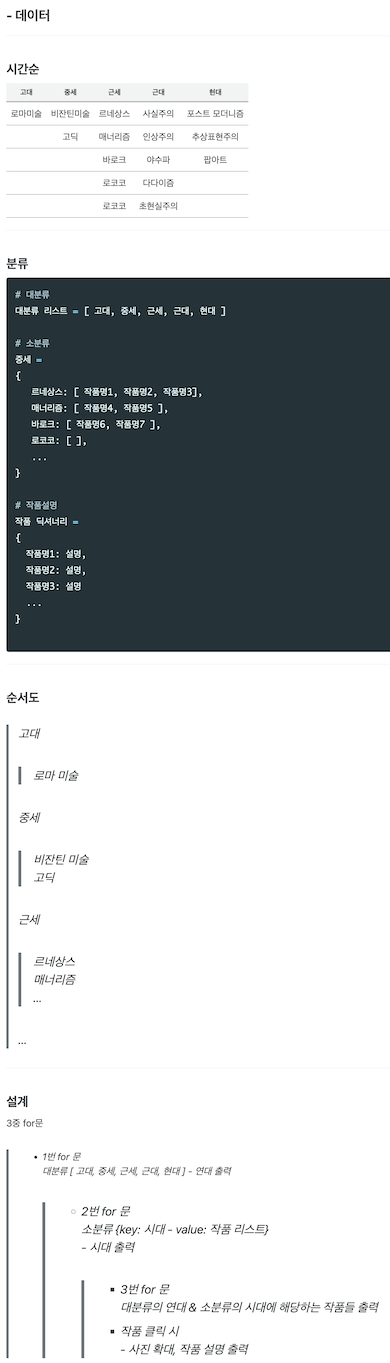 - 데이터
시간순
고대 중세 근세 근대 현대
로마미술 비잔틴미술 르네상스 사실주의 포스트 모더니즘
고딕 매너리즘 인상주의 추상표현주의
바로크 야수파 팝아트
로코코 다다이즘
로코코 초현실주의
분류
# 대분류
대분류 리스트 = [ 고대, 중세, 근세, 근대, 현대 ]
# 소분류
중세 =
{
르네상스: [ 작품명1, 작품명2, 작품명3],
매너리즘: [ 작품명4, 작품명5 ],
바로크: [ 작품명6, 작품명7 ],
로코코: [ ],
...
}
# 작품설명
작품 딕셔너리 =
{
작품명1: 설명,
작품명2: 설명,
작품명3: 설명
...
}
순서도
고대
로마 미술
중세
비잔틴 미술
고딕
근세
르네상스
매너리즘
...
...
설계
3중 for문
• 1번 for 문
대분류 [ 고대, 중세, 근세, 근대, 현대 ] - 연대 출력
○ 2번 for 문
소분류 {key: 시대 - value: 작품 리스트}
- 시대 출력
▪ 3번 for 문
대분류의 연대 & 소분류의 시대에 해당하는 작품들 출력
▪ 작품 클릭 시
- 사진 확대, 작품 설명 출력